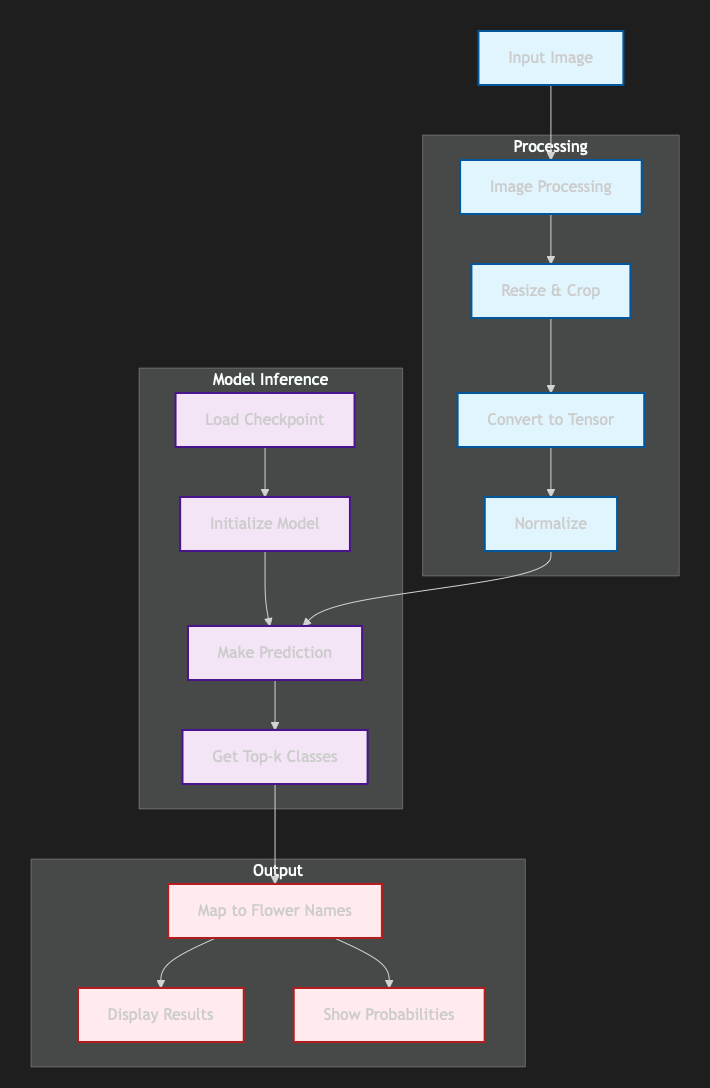 Input Image
Processing
Image Processing
Resize & Crop
Model Inference
Load Checkpoint
Convert to Tensor
Initialize Model
Normalize
Make Prediction
Get Top-k Classes
Output
Map to Flower Names
Display Results
Show Probabilities